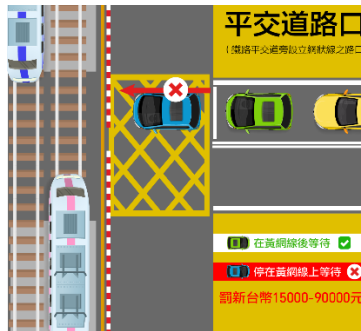 平交道路口
(鐵路平交道旁設立網狀線之路口
在黃網線後等待
停在黃網線上等待
罰新台幣15000-90000元